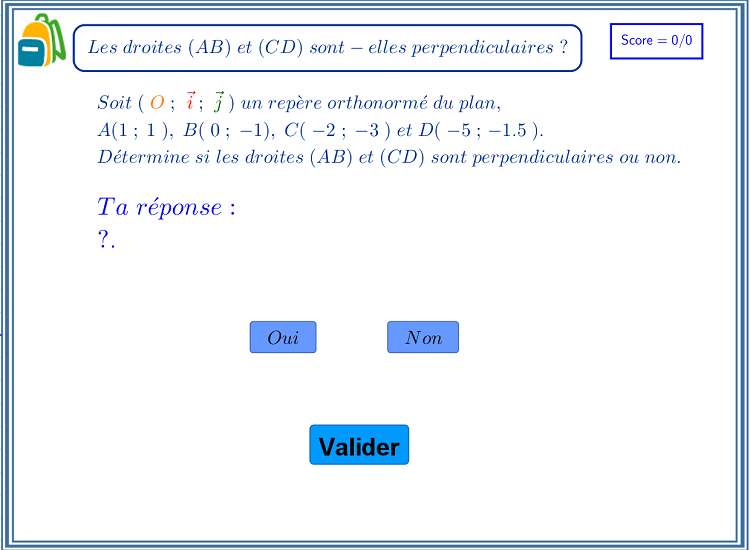 Les droites (AB) et (CD) sont − elles perpendiculaires ?
Score = 0/0
Soit ( O ; i⃗ ; j⃗ ) un repère orthonormé du plan,
A(1 ; 1 ), B( 0 ; −1), C( −2 ; −3 ) et D( −5 ; −1.5 ).
Détermine si les droites (AB) et (CD) sont perpendiculaires ou non.
Ta réponse :
?.
Oui
Non
Valider